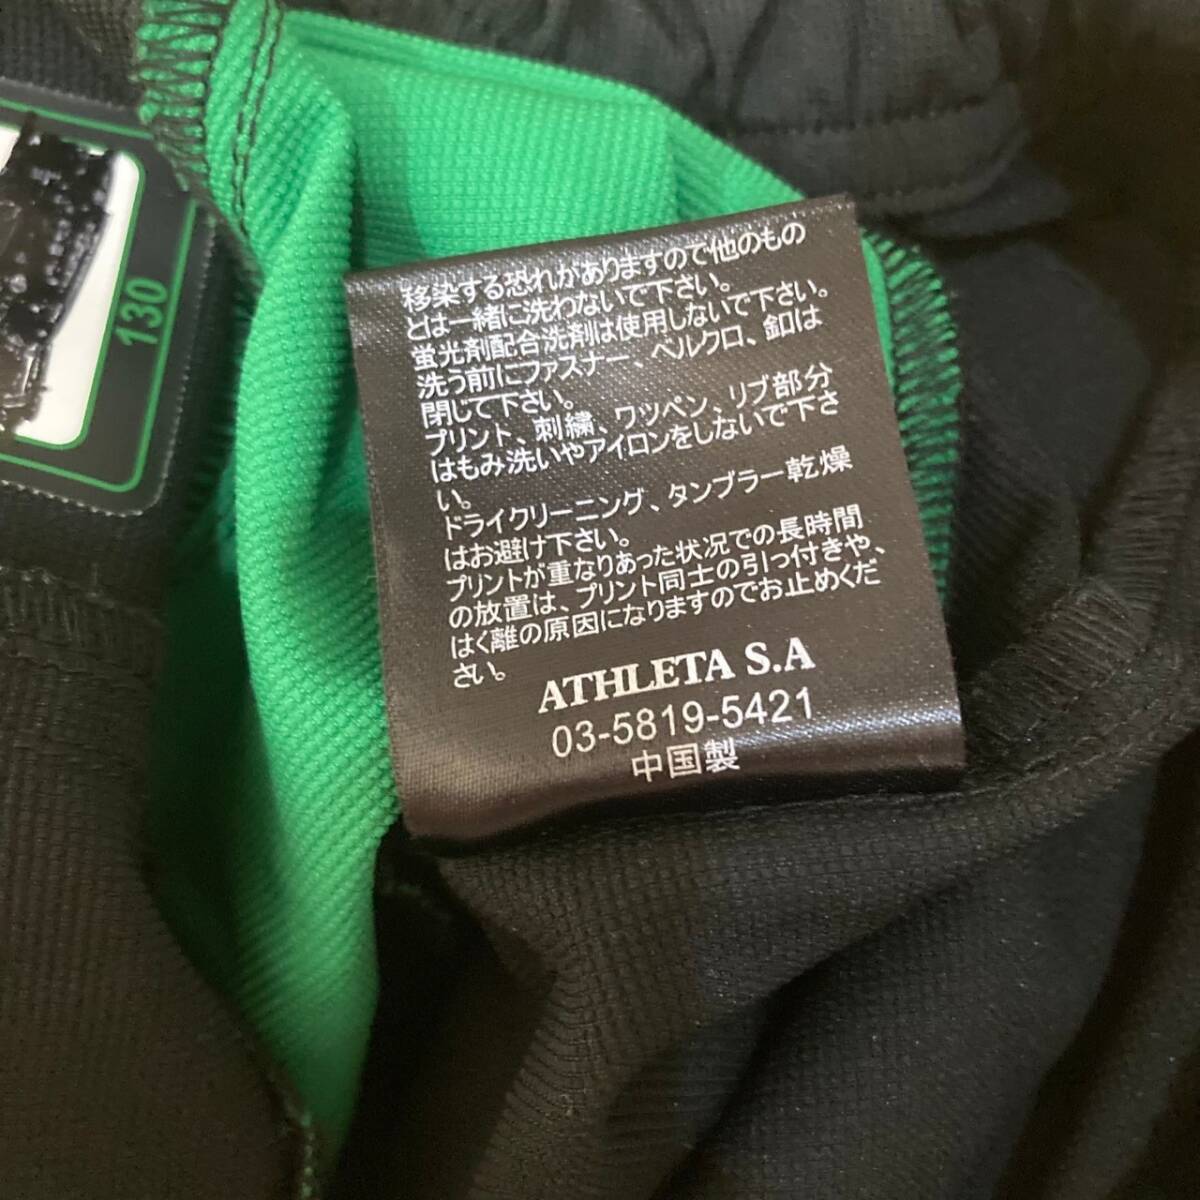 130
移染する恐れがありますので他のもの
とは一緒に洗わないで下さい。
蛍光剤配合洗剤は使用しないで下さい。
洗う前にファスナー、ベルクロ、釦は
閉じて下さい。
プリント、刺繍、ワッペン、リブ部分
はもみ洗いやアイロンをしないで下さ
い。
ドライクリーニング、タンブラー乾燥
はお避け下さい。
プリントが重なりあった状況での長時間
の放置は、プリント同士の引っ付きや、
はく離の原因になりますのでお止めくだ
さい。
ATHLETA S.A
03-5819-5421
中国製